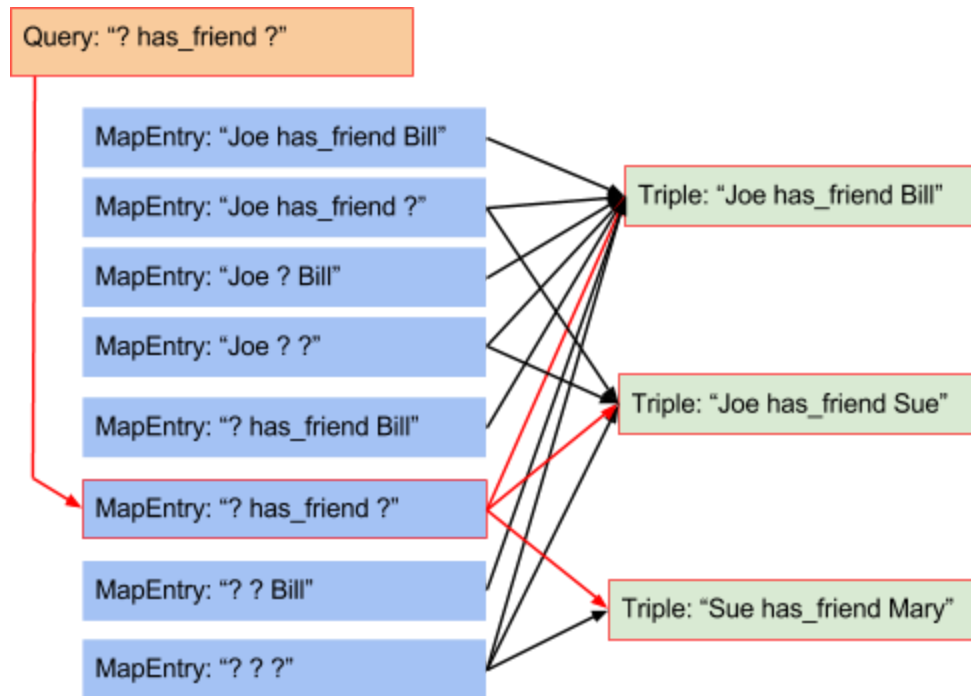 Query: “? has_friend ?”
MapEntry: “Joe has_friend Bill”
MapEntry: “Joe has_friend ?”
MapEntry: “Joe ? Bill”
MapEntry: “Joe ? ?”
MapEntry: “? has_friend Bill”
MapEntry: “? has_friend ?”
MapEntry: “? ? Bill”
MapEntry: “? ? ?”
Triple: “Joe has_friend Bill”
Triple: “Joe has_friend Sue”
Triple: “Sue has_friend Mary”